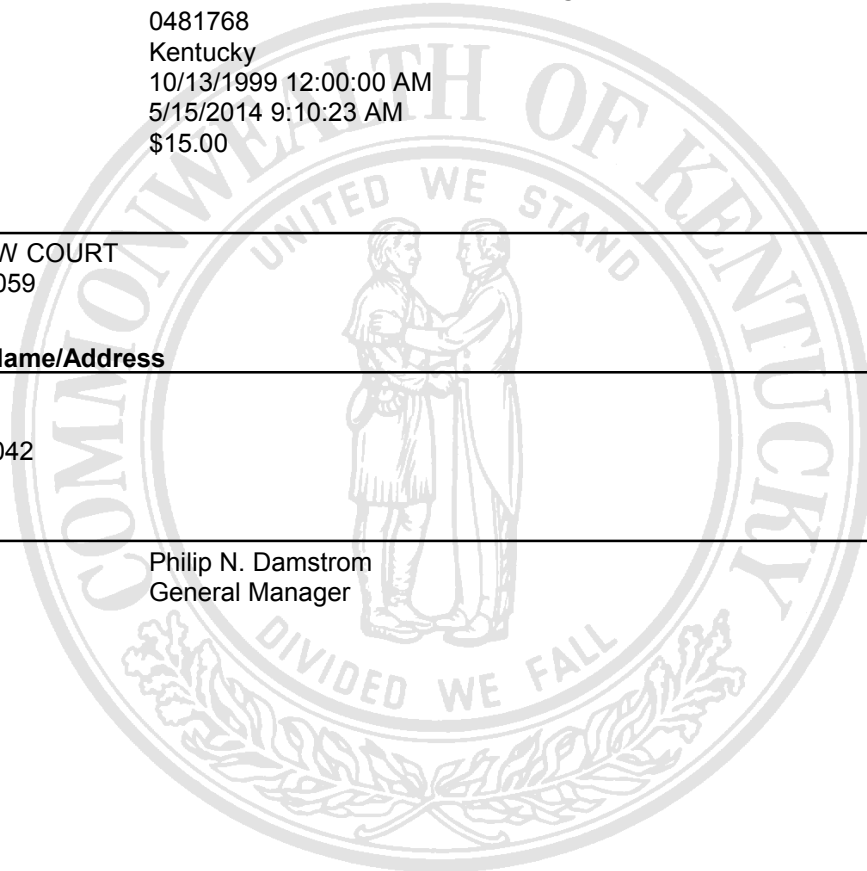 0481768
Kentucky
10/13/1999 12:00:00 AM
5/15/2014 9:10:23 AM
$15.00
COMMONWEALTH OF KENTUCKY
UNITED WE STAND
W COURT
059
ame/Address
042
Philip N. Damstrom
General Manager
DIVIDED WE FALL